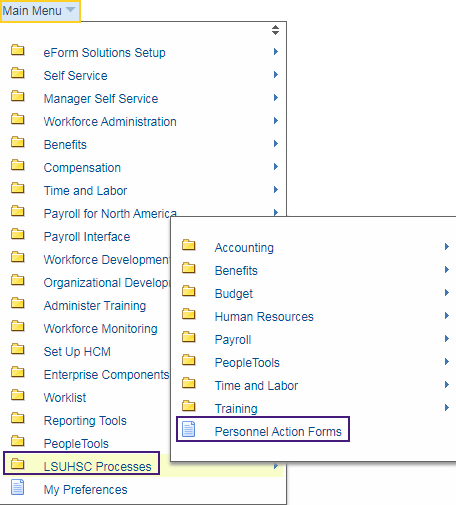 Main Menu
eForm Solutions Setup
Self Service
Manager Self Service
Workforce Administration
Benefits
Compensation
Time and Labor
Payroll for North America
Payroll Interface
Workforce Development
Organizational Develop
Administer Training
Workforce Monitoring
Set Up HCM
Enterprise Components
Worklist
Reporting Tools
PeopleTools
LSUHSC Processes
My Preferences
Accounting
Benefits
Budget
Human Resources
Payroll
PeopleTools
Time and Labor
Training
Personnel Action Forms